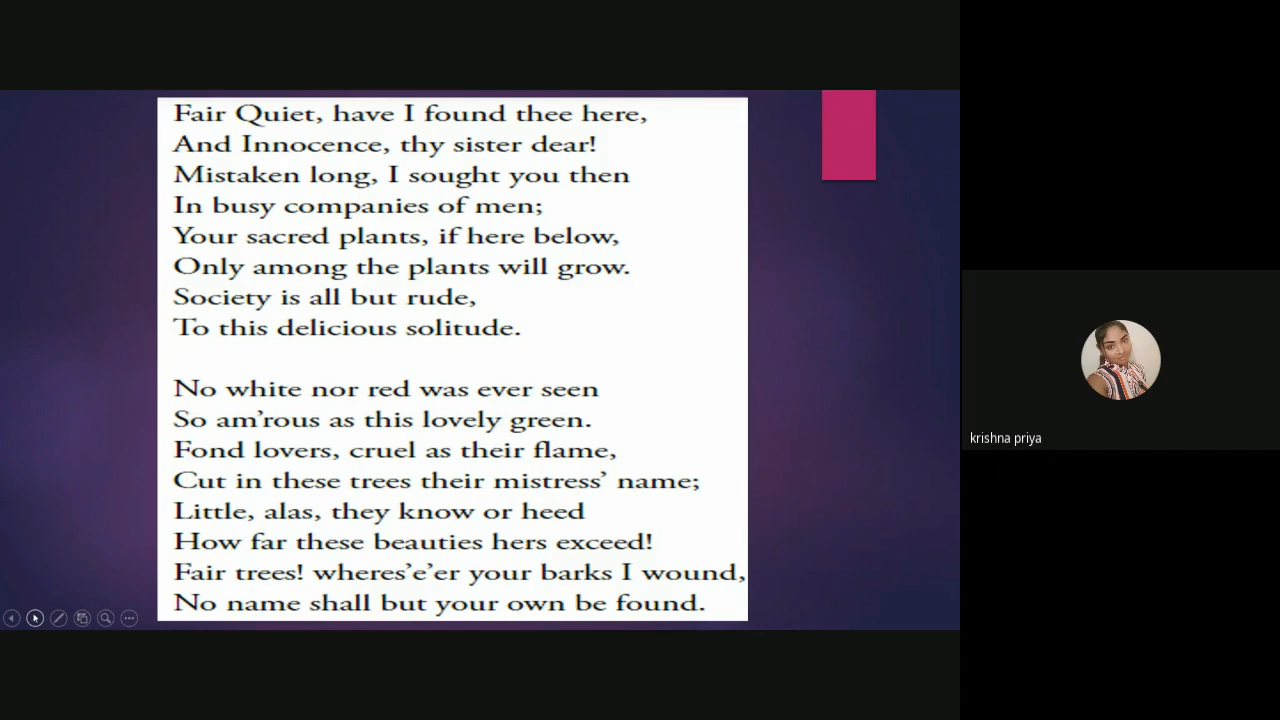 Fair Quiet, have I found thee here,
And Innocence, thy sister dear!
Mistaken long, I sought you then
In busy companies of men;
Your sacred plants, if here below,
Only among the plants will grow.
Society is all but rude,
To this delicious solitude.
No white nor red was ever seen
So am’rous as this lovely green.
Fond lovers, cruel as their flame,
Cut in these trees their mistress’ name;
Little, alas, they know or heed
How far these beauties hers exceed!
Fair trees! wheres’e’er your barks I wound,
No name shall but your own be found.
krishna priya